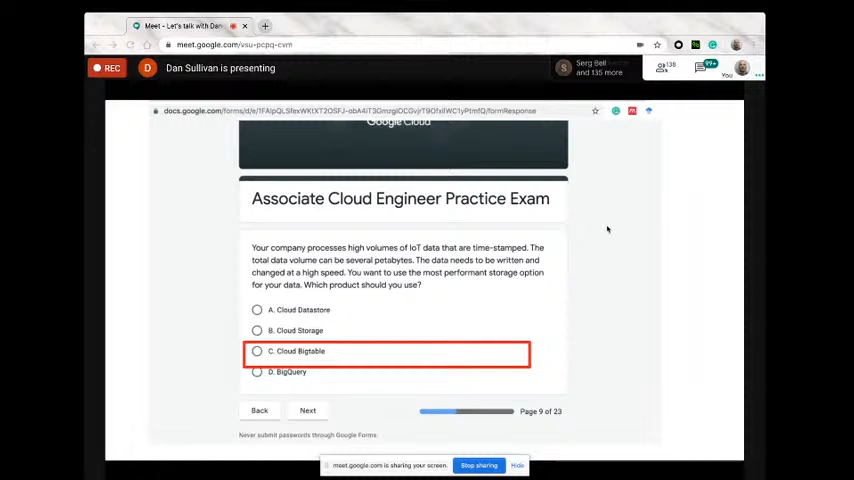 Meet - Let's talk with Dan
meet.google.com/vsu-pcpq-cvm
REC
D
Dan Sullivan is presenting
S
Serg Bell
and 135 more
138
99+
You
Google Cloud
Associate Cloud Engineer Practice Exam
Your company processes high volumes of IoT data that are time-stamped. The
total data volume can be several petabytes. The data needs to be written and
changed at a high speed. You want to use the most performant storage option
for your data. Which product should you use?
A. Cloud Datastore
B. Cloud Storage
C. Cloud Bigtable
D. BigQuery
Back
Next
Page 9 of 23
Never submit passwords through Google Forms.
meet.google.com is sharing your screen.
Stop sharing
Hide